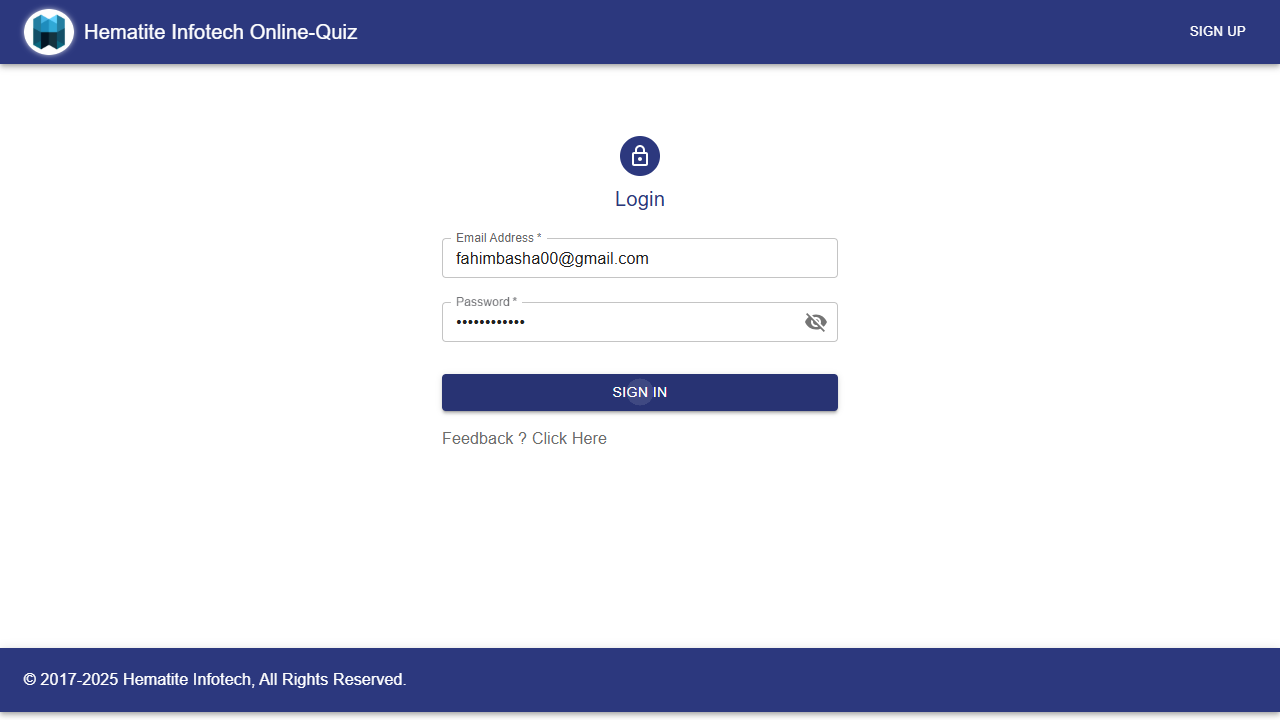 Hematite Infotech Online-Quiz
SIGN UP
Login
Email Address *
fahimbasha00@gmail.com
Password *
••••••••••••
SIGN IN
Feedback ? Click Here
© 2017-2025 Hematite Infotech, All Rights Reserved.